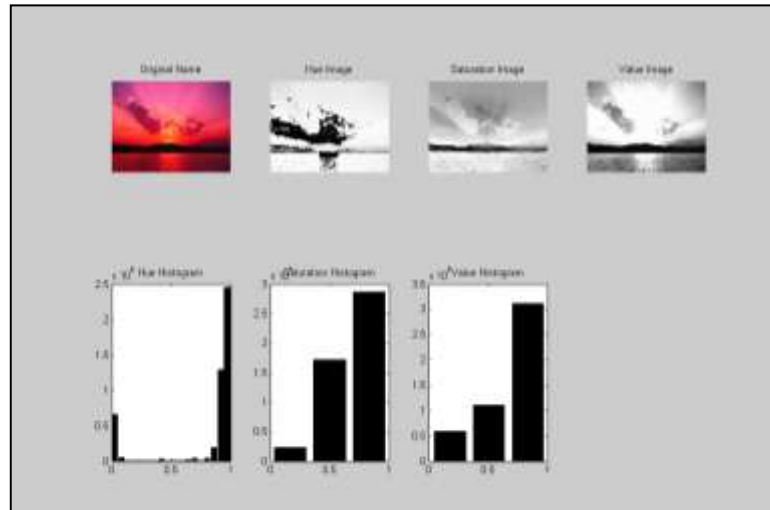 Original Name
Hue Image
Saturation Image
Value Image
Hue Histogram
Saturation Histogram
Value Histogram
2.5
2
1.5
1
0.5
0
0 0.5 1
3
2.5
2
1.5
1
0.5
0
0 0.5 1
3.5
3
2.5
2
1.5
1
0.5
0
0 0.5 1